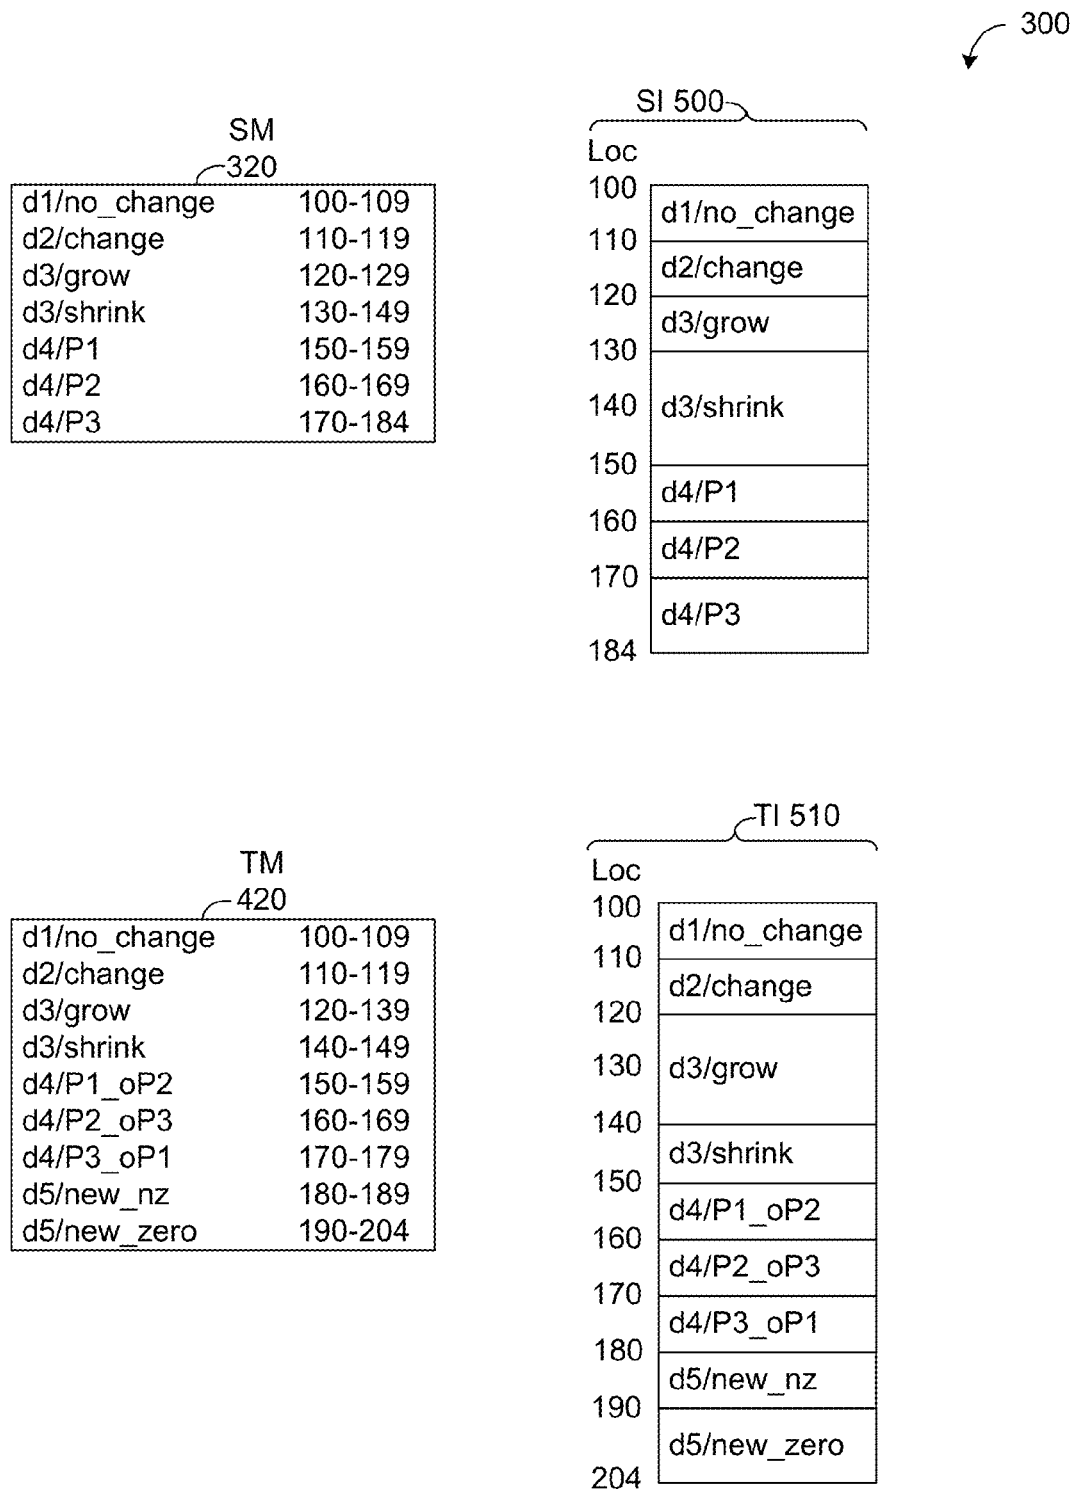 300
SM
320
d1/no_change 100-109
d2/change 110-119
d3/grow 120-129
d3/shrink 130-149
d4/P1 150-159
d4/P2 160-169
d4/P3 170-184
SI 500
Loc
100
d1/no_change
110
d2/change
120
d3/grow
130
140 d3/shrink
150
d4/P1
160
d4/P2
170
d4/P3
184
TM
420
d1/no_change 100-109
d2/change 110-119
d3/grow 120-139
d3/shrink 140-149
d4/P1_oP2 150-159
d4/P2_oP3 160-169
d4/P3_oP1 170-179
d5/new_nz 180-189
d5/new_zero 190-204
TI 510
Loc
100
d1/no_change
110
d2/change
120
130 d3/grow
140
d3/shrink
150
d4/P1_oP2
160
d4/P2_oP3
170
d4/P3_oP1
180
d5/new_nz
190
d5/new_zero
204